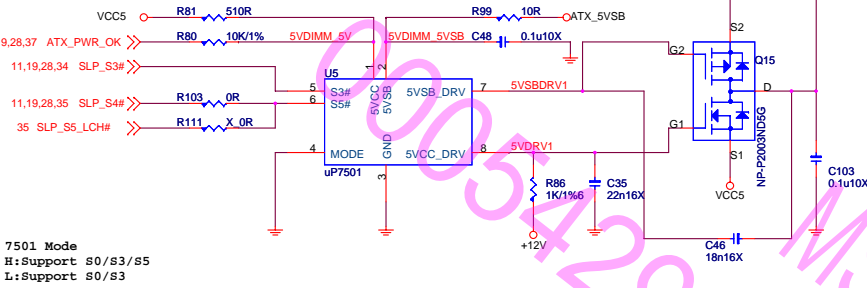 VCC5 R81 510R R99 10R ATX_5VSB
9,28,37 ATX_PWR_OK R80 10K/1% 5VDIMM_5V 5VDIMM_5VSB C48 0.1u10X
S2
11,19,28,34 SLP_S3# U5 1 2 G2 Q15
5 S3# 5VCC 5VSB 5VSB_DRV 7 5VSBDRV1 D
11,19,28,35 SLP_S4# R103 0R 6 S5#
35 SLP_S5_LCH# R111 X_0R G1
4 MODE GND 5VCC_DRV 8 5VDRV1
uP7501 3 S1 NP-P2003ND5G
R86 1K/1%6 C35 22n16X VCC5 C103 0.1u10X
+12V C46 18n16X
7501 Mode
H:Support S0/S3/S5
L:Support S0/S3